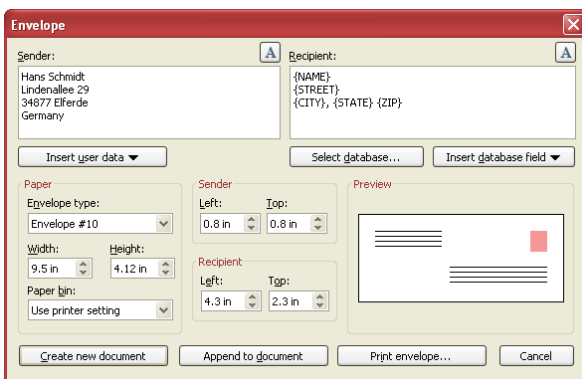 Envelope
Sender:
A
Recipient:
A
Hans Schmidt
Lindenallee 29
34877 Elferde
Germany
{NAME}
{STREET}
{CITY}, {STATE} {ZIP}
Insert user data
Select database...
Insert database field
Paper
Envelope type:
Envelope #10
Width:
Height:
9.5 in
4.12 in
Paper bin:
Use printer setting
Sender
Left:
Top:
0.8 in
0.8 in
Recipient
Left:
Top:
4.3 in
2.3 in
Preview
Create new document
Append to document
Print envelope...
Cancel